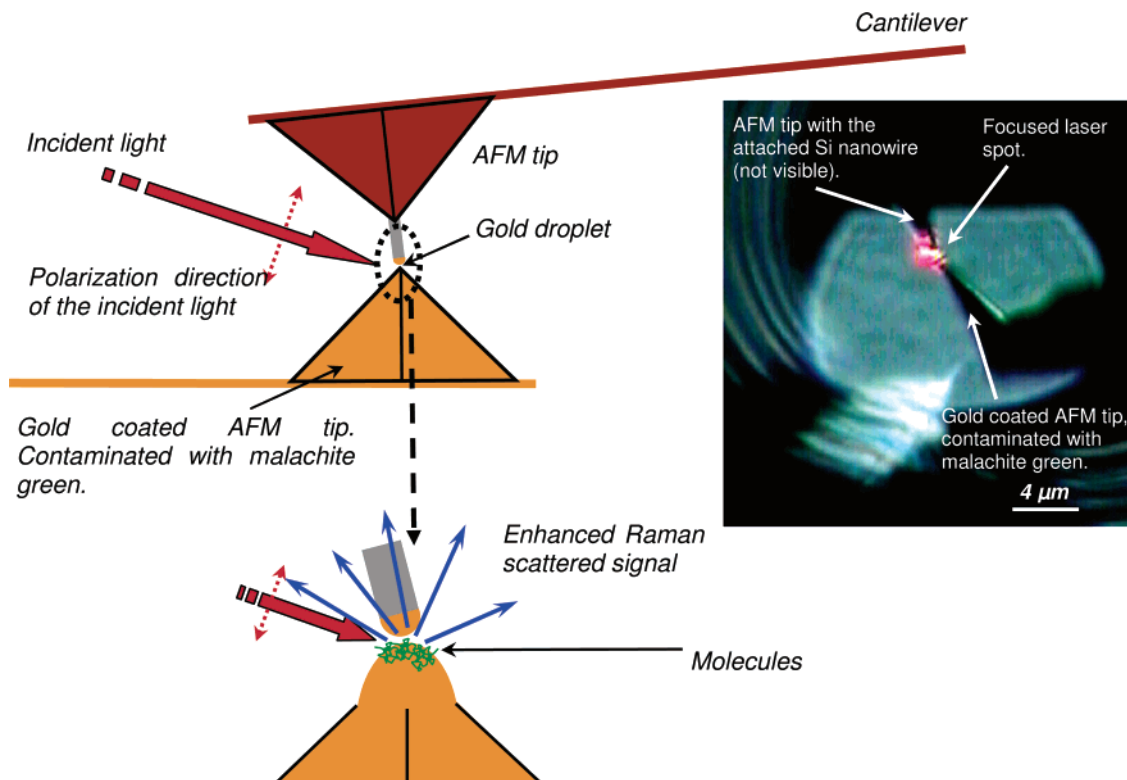 Cantilever
Incident light
AFM tip
Gold droplet
Polarization direction
of the incident light
Gold coated AFM tip.
Contaminated with malachite
green.
Enhanced Raman
scattered signal
Molecules
AFM tip with the
attached Si nanowire
(not visible).
Focused laser
spot.
Gold coated AFM tip,
contaminated with
malachite green.
4 µm